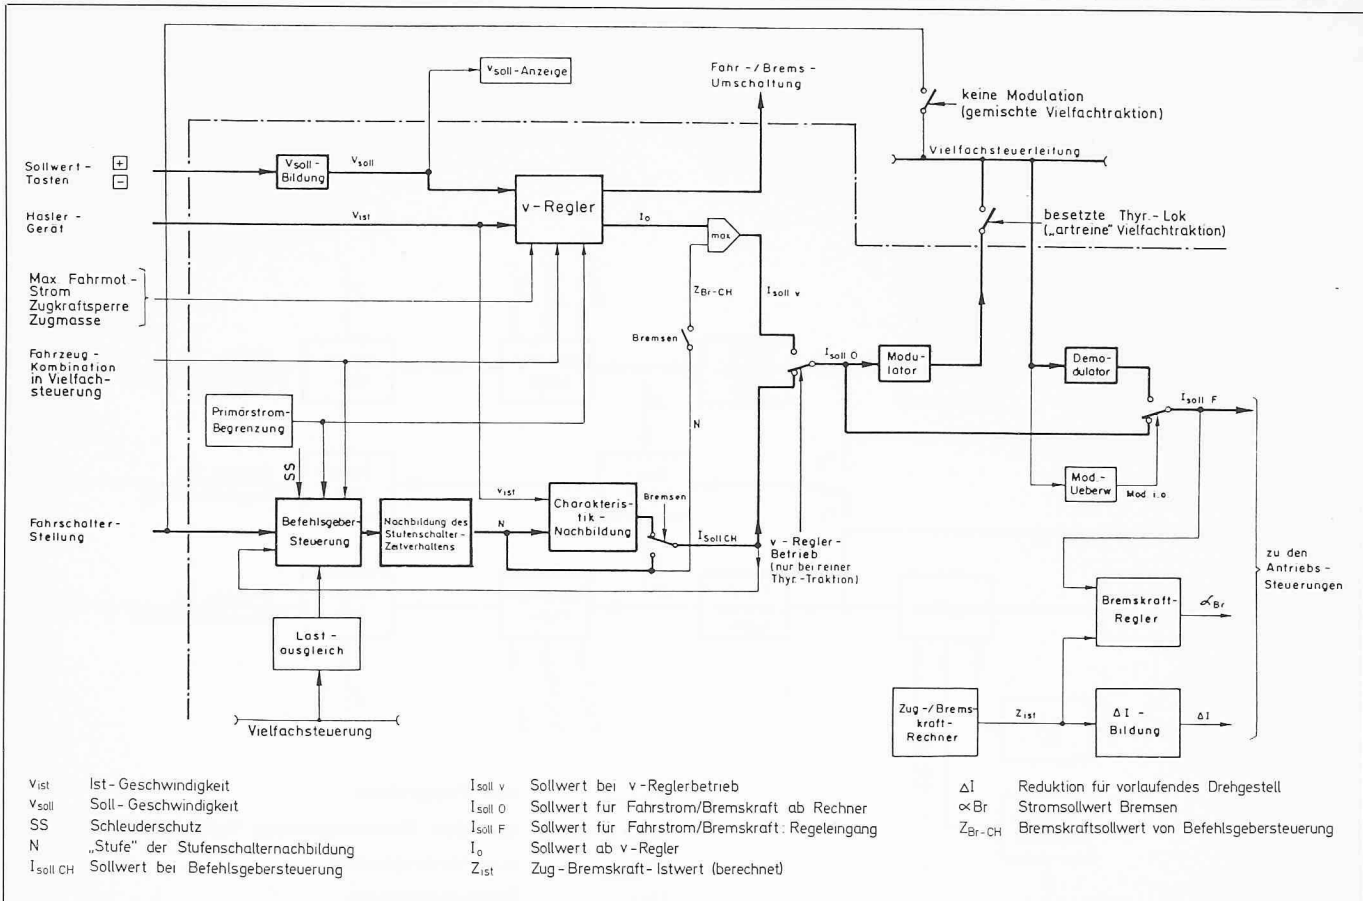 Vsoll-Anzeige
Fahr-/Brems-
Umschaltung
keine Modulation
(gemischte Vielfachtraktion)
Vielfachsteuerleitung
Sollwert-
Tasten
+
−
Vsoll-
Bildung
Vsoll
v-Regler
Hasler-
Gerät
Vist
Io
max
besetzte Thyr.-Lok
(„artreine" Vielfachtraktion)
Max. Fahrmot-
Strom
Zugkraftsperre
Zugmasse
ZBr-CH
Isoll v
Bremsen
Fahrzeug-
Kombination
in Vielfach-
steuerung
Isoll O
Modu-
lator
Demo-
dulator
Primärstrom-
Begrenzung
Isoll F
N
SS
Mod.-
Ueberw
Mod. i.o
Fahrschalter-
Stellung
Befehlsgeber-
Steuerung
Nachbildung des
Stufenschalter-
Zeitverhaltens
N
vist
Charakteris-
tik-
Nachbildung
Bremsen
Isoll CH
v-Regler-
Betrieb
(nur bei reiner
Thyr.-Traktion)
zu den
Antriebs-
Steuerungen
Bremskraft-
Regler
∝Br
Last-
ausgleich
Vielfachsteuerung
Zug-/Brems-
kraft-
Rechner
Zist
ΔI-
Bildung
ΔI
Vist Ist-Geschwindigkeit
Vsoll Soll-Geschwindigkeit
SS Schleuderschutz
N „Stufe" der Stufenschalternachbildung
Isoll CH Sollwert bei Befehlsgebersteuerung
Isoll v Sollwert bei v-Reglerbetrieb
Isoll O Sollwert für Fahrstrom/Bremskraft ab Rechner
Isoll F Sollwert für Fahrstrom/Bremskraft: Regeleingang
Io Sollwert ab v-Regler
Zist Zug-Bremskraft-Istwert (berechnet)
ΔI Reduktion für vorlaufendes Drehgestell
∝Br Stromsollwert Bremsen
ZBr-CH Bremskraftsollwert von Befehlsgebersteuerung